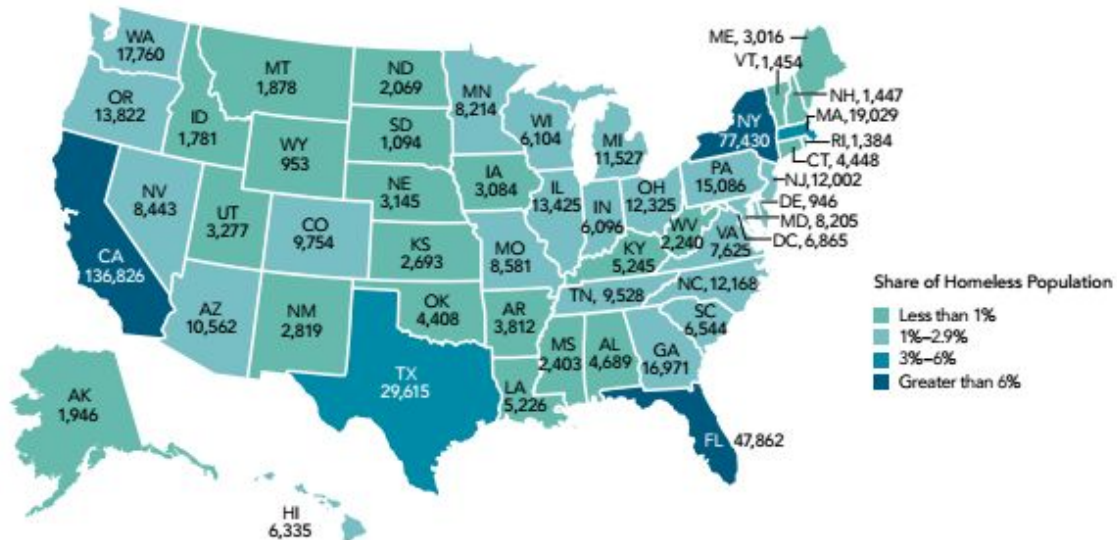 WA
17,760
OR
13,822
CA
136,826
NV
8,443
ID
1,781
MT
1,878
WY
953
UT
3,277
AZ
10,562
CO
9,754
NM
2,819
ND
2,069
SD
1,094
NE
3,145
KS
2,693
OK
4,408
TX
29,615
MN
8,214
IA
3,084
MO
8,581
AR
3,812
LA
5,226
WI
6,104
IL
13,425
MI
11,527
IN
6,096
OH
12,325
KY
5,245
TN, 9,528
MS
2,403
AL
4,689
GA
16,971
FL 47,862
SC
6,544
NC, 12,168
VA
7,625
WV
2,240
PA
15,086
NY
77,430
ME, 3,016
VT, 1,454
NH, 1,447
MA, 19,029
RI, 1,384
CT, 4,448
NJ, 12,002
DE, 946
MD, 8,205
DC, 6,865
AK
1,946
HI
6,335
Share of Homeless Population
Less than 1%
1%–2.9%
3%–6%
Greater than 6%